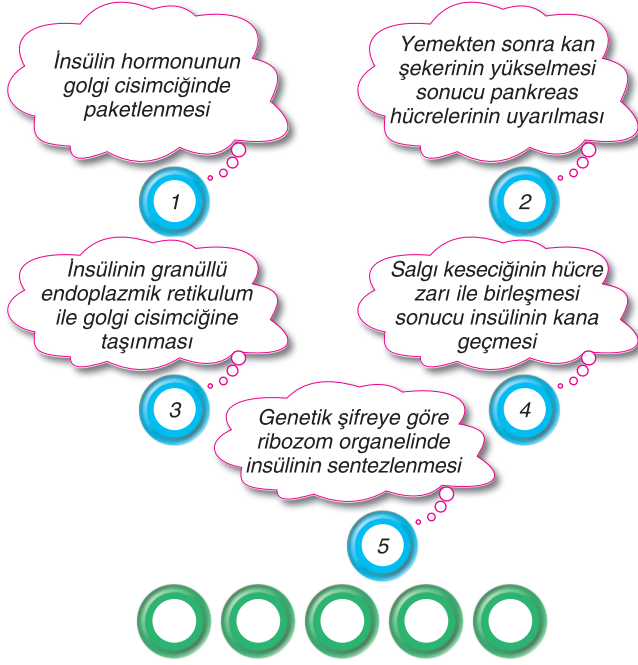 İnsülin hormonunun
golgi cisimciğinde
paketlenmesi
1
Yemekten sonra kan
şekerinin yükselmesi
sonucu pankreas
hücrelerinin uyarılması
2
İnsülinin granüllü
endoplazmik retikulum
ile golgi cisimciğine
taşınması
3
Salgı keseciğinin hücre
zarı ile birleşmesi
sonucu insülinin kana
geçmesi
4
Genetik şifreye göre
ribozom organelinde
insülinin sentezlenmesi
5